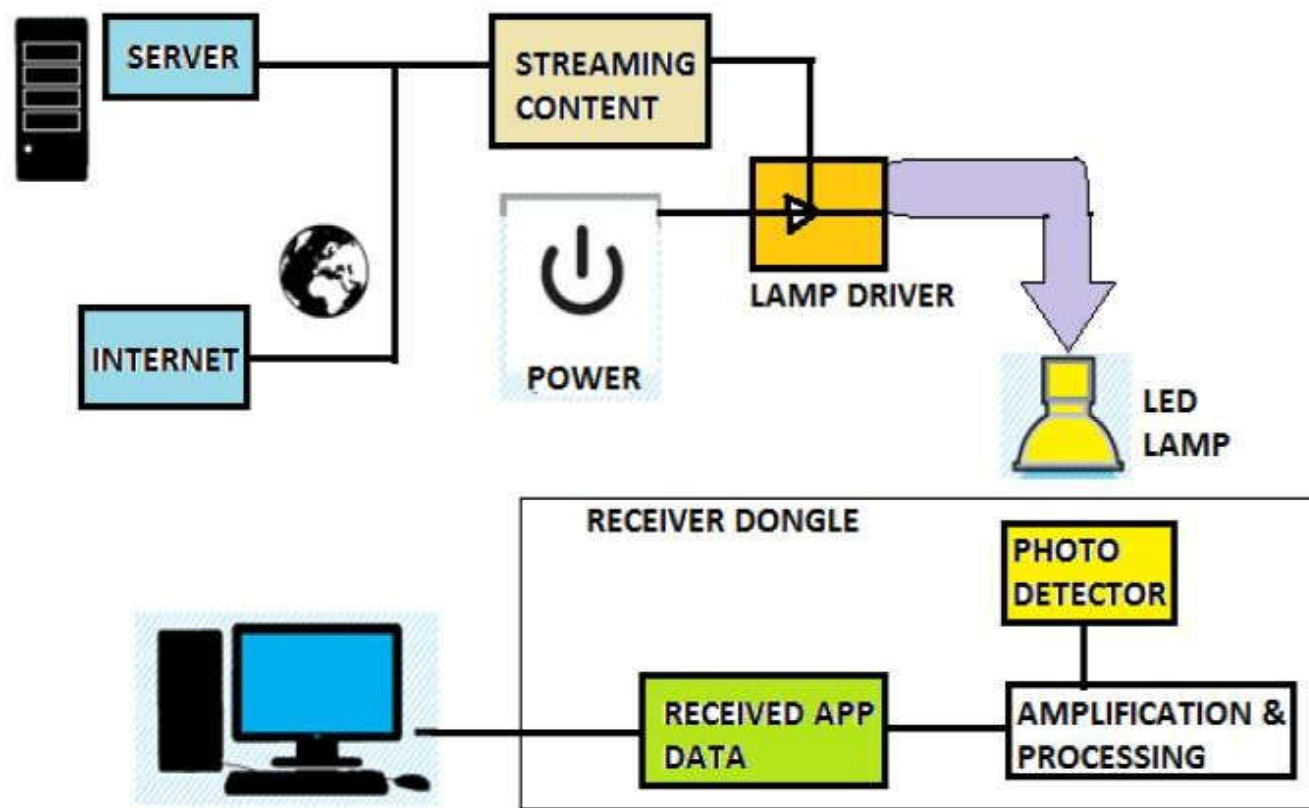 SERVER
STREAMING
CONTENT
LAMP DRIVER
INTERNET
POWER
LED
LAMP
RECEIVER DONGLE
PHOTO
DETECTOR
RECEIVED APP
DATA
AMPLIFICATION &
PROCESSING